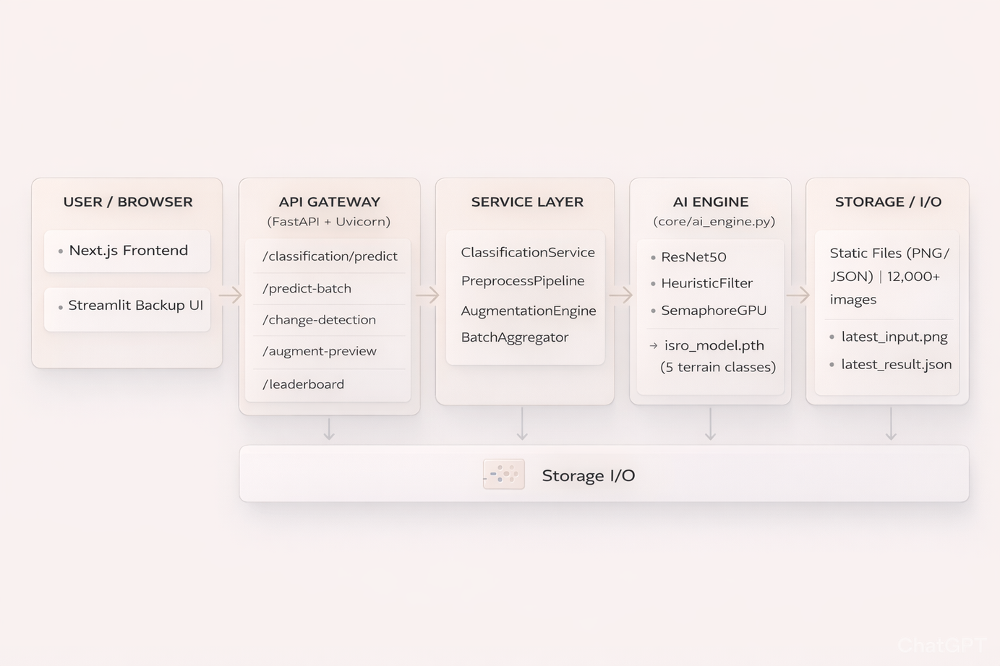 USER / BROWSER
• Next.js Frontend
• Streamlit Backup UI
API GATEWAY
(FastAPI + Uvicorn)
/classification/predict
/predict-batch
/change-detection
/augment-preview
/leaderboard
SERVICE LAYER
ClassificationService
PreprocessPipeline
AugmentationEngine
BatchAggregator
AI ENGINE
(core/ai_engine.py)
• ResNet50
• HeuristicFilter
• SemaphoreGPU
→ isro_model.pth
(5 terrain classes)
STORAGE / I/O
Static Files (PNG/
JSON) | 12,000+
images
• latest_input.png
• latest_result.json
Storage I/O
ChatGPT